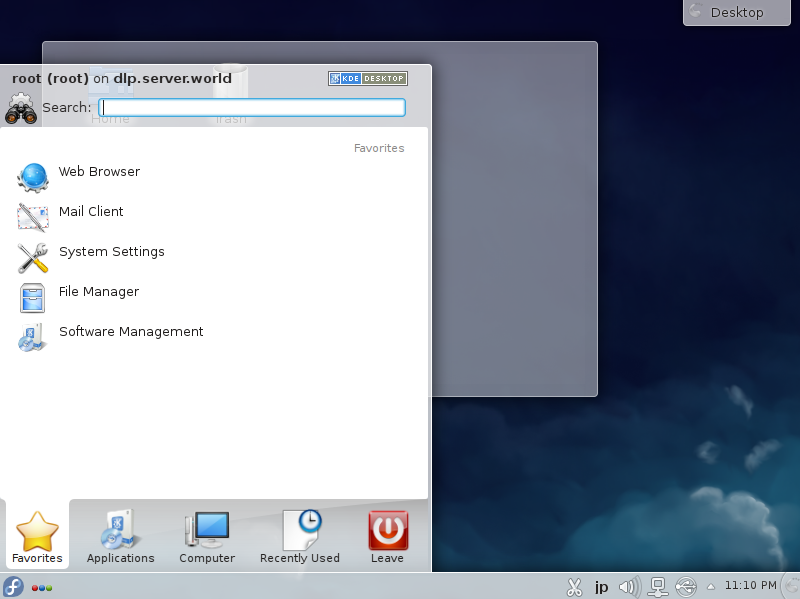 Desktop
root (root) on dlp.server.world
KDE DESKTOP
Search:
Home
Trash
Favorites
Web Browser
Mail Client
System Settings
File Manager
Software Management
Favorites
Applications
Computer
Recently Used
Leave
jp
11:10 PM